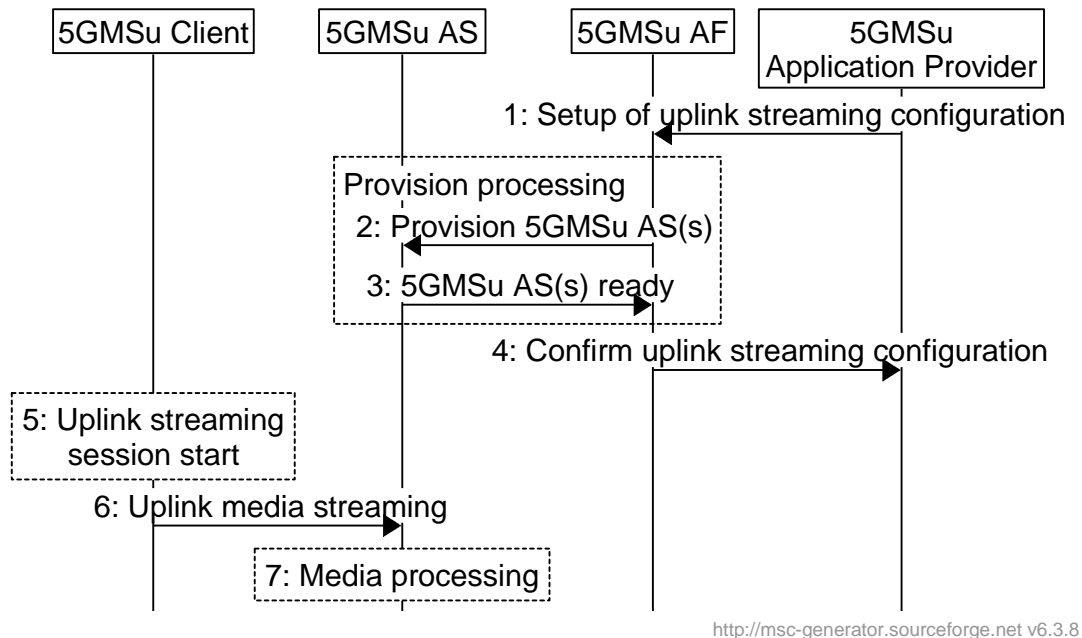 5GMSu Client
5GMSu AS
5GMSu AF
5GMSu
Application Provider
1: Setup of uplink streaming configuration
Provision processing
2: Provision 5GMSu AS(s)
3: 5GMSu AS(s) ready
4: Confirm uplink streaming configuration
5: Uplink streaming
session start
6: Uplink media streaming
7: Media processing
http://msc-generator.sourceforge.net v6.3.8